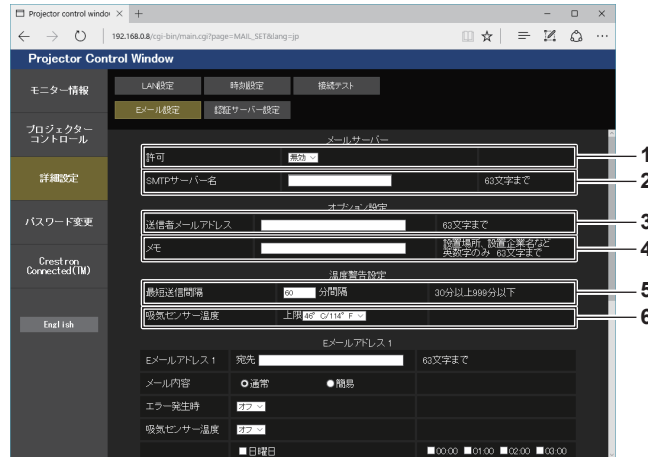 Projector control windo
192.168.0.8/cgi-bin/main.cgi?page=MAIL_SET&lang=jp
Projector Control Window
モニター情報
プロジェクター
コントロール
詳細設定
パスワード変更
Crestron
Connected(TM)
English
LAN設定 時刻設定 接続テスト
Eメール設定 認証サーバー設定
メールサーバー
許可 無効 1
SMTPサーバー名 63文字まで 2
オプション設定
送信者メールアドレス 63文字まで 3
メモ 設置場所、設置企業名など 4
英数字のみ 63文字まで
温度警告設定
最短送信間隔 60 分間隔 30分以上999分以下 5
吸気センサー温度 上限 46°C/114°F 6
Eメールアドレス1
Eメールアドレス1 宛先 63文字まで
メール内容 通常 簡易
エラー発生時 オフ
吸気センサー温度 オフ
日曜日 00:00 01:00 02:00 03:00